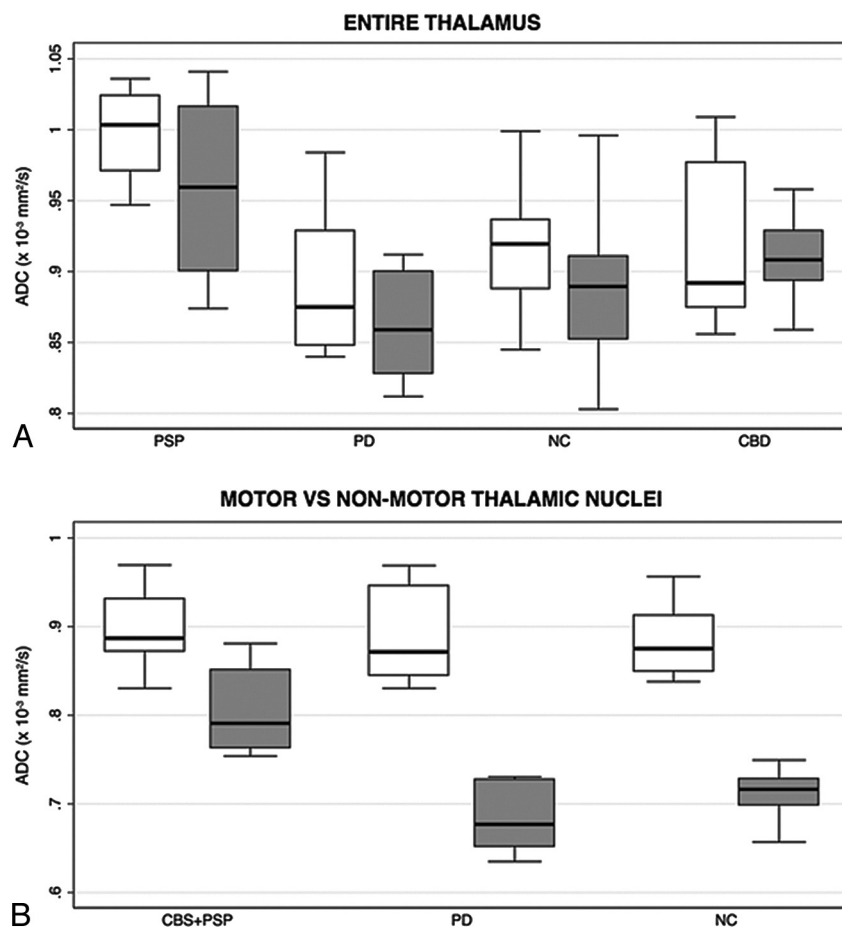 ENTIRE THALAMUS
ADC (x 10⁻³ mm²/s)
1.05
1
.95
.9
.85
.8
PSP PD NC CBD
A
MOTOR VS NON-MOTOR THALAMIC NUCLEI
ADC (x 10⁻³ mm²/s)
1
.9
.8
.7
.6
CBS+PSP PD NC
B